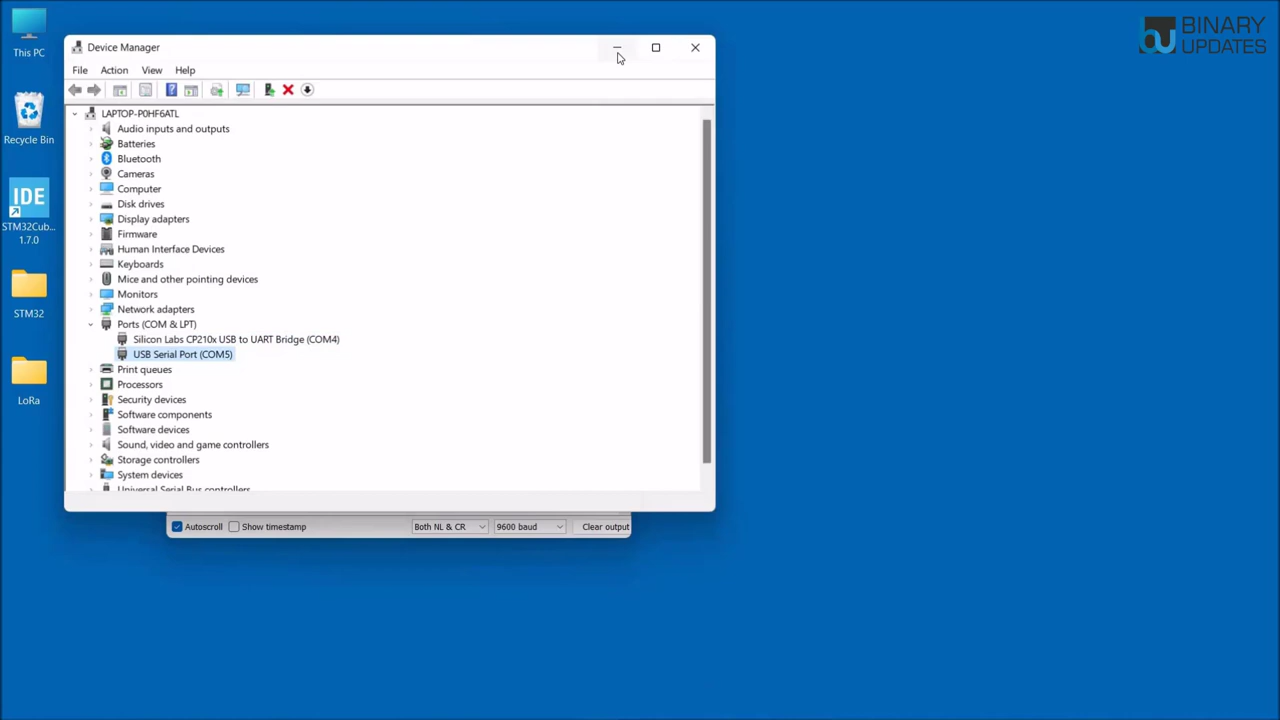 This PC
Recycle Bin
IDE
STM32Cub...
1.7.0
STM32
LoRa
Device Manager
File Action View Help
LAPTOP-P0HF6ATL
Audio inputs and outputs
Batteries
Bluetooth
Cameras
Computer
Disk drives
Display adapters
Firmware
Human Interface Devices
Keyboards
Mice and other pointing devices
Monitors
Network adapters
Ports (COM & LPT)
Silicon Labs CP210x USB to UART Bridge (COM4)
USB Serial Port (COM5)
Print queues
Processors
Security devices
Software components
Software devices
Sound, video and game controllers
Storage controllers
System devices
Universal Serial Bus controllers
Autoscroll Show timestamp Both NL & CR 9600 baud Clear output
BINARY
UPDATES